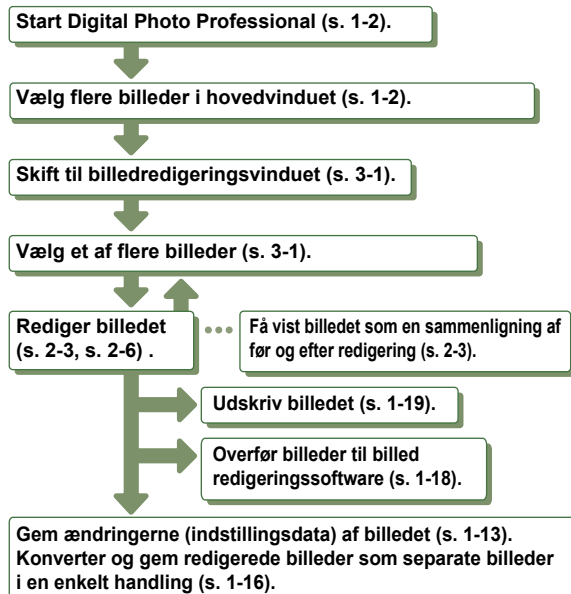 Start Digital Photo Professional (s. 1-2).
Vælg flere billeder i hovedvinduet (s. 1-2).
Skift til billedredigeringsvinduet (s. 3-1).
Vælg et af flere billeder (s. 3-1).
Rediger billedet
(s. 2-3, s. 2-6) .
Få vist billedet som en sammenligning af
før og efter redigering (s. 2-3).
Udskriv billedet (s. 1-19).
Overfør billeder til billed
redigeringssoftware (s. 1-18).
Gem ændringerne (indstillingsdata) af billedet (s. 1-13).
Konverter og gem redigerede billeder som separate billeder
i en enkelt handling (s. 1-16).